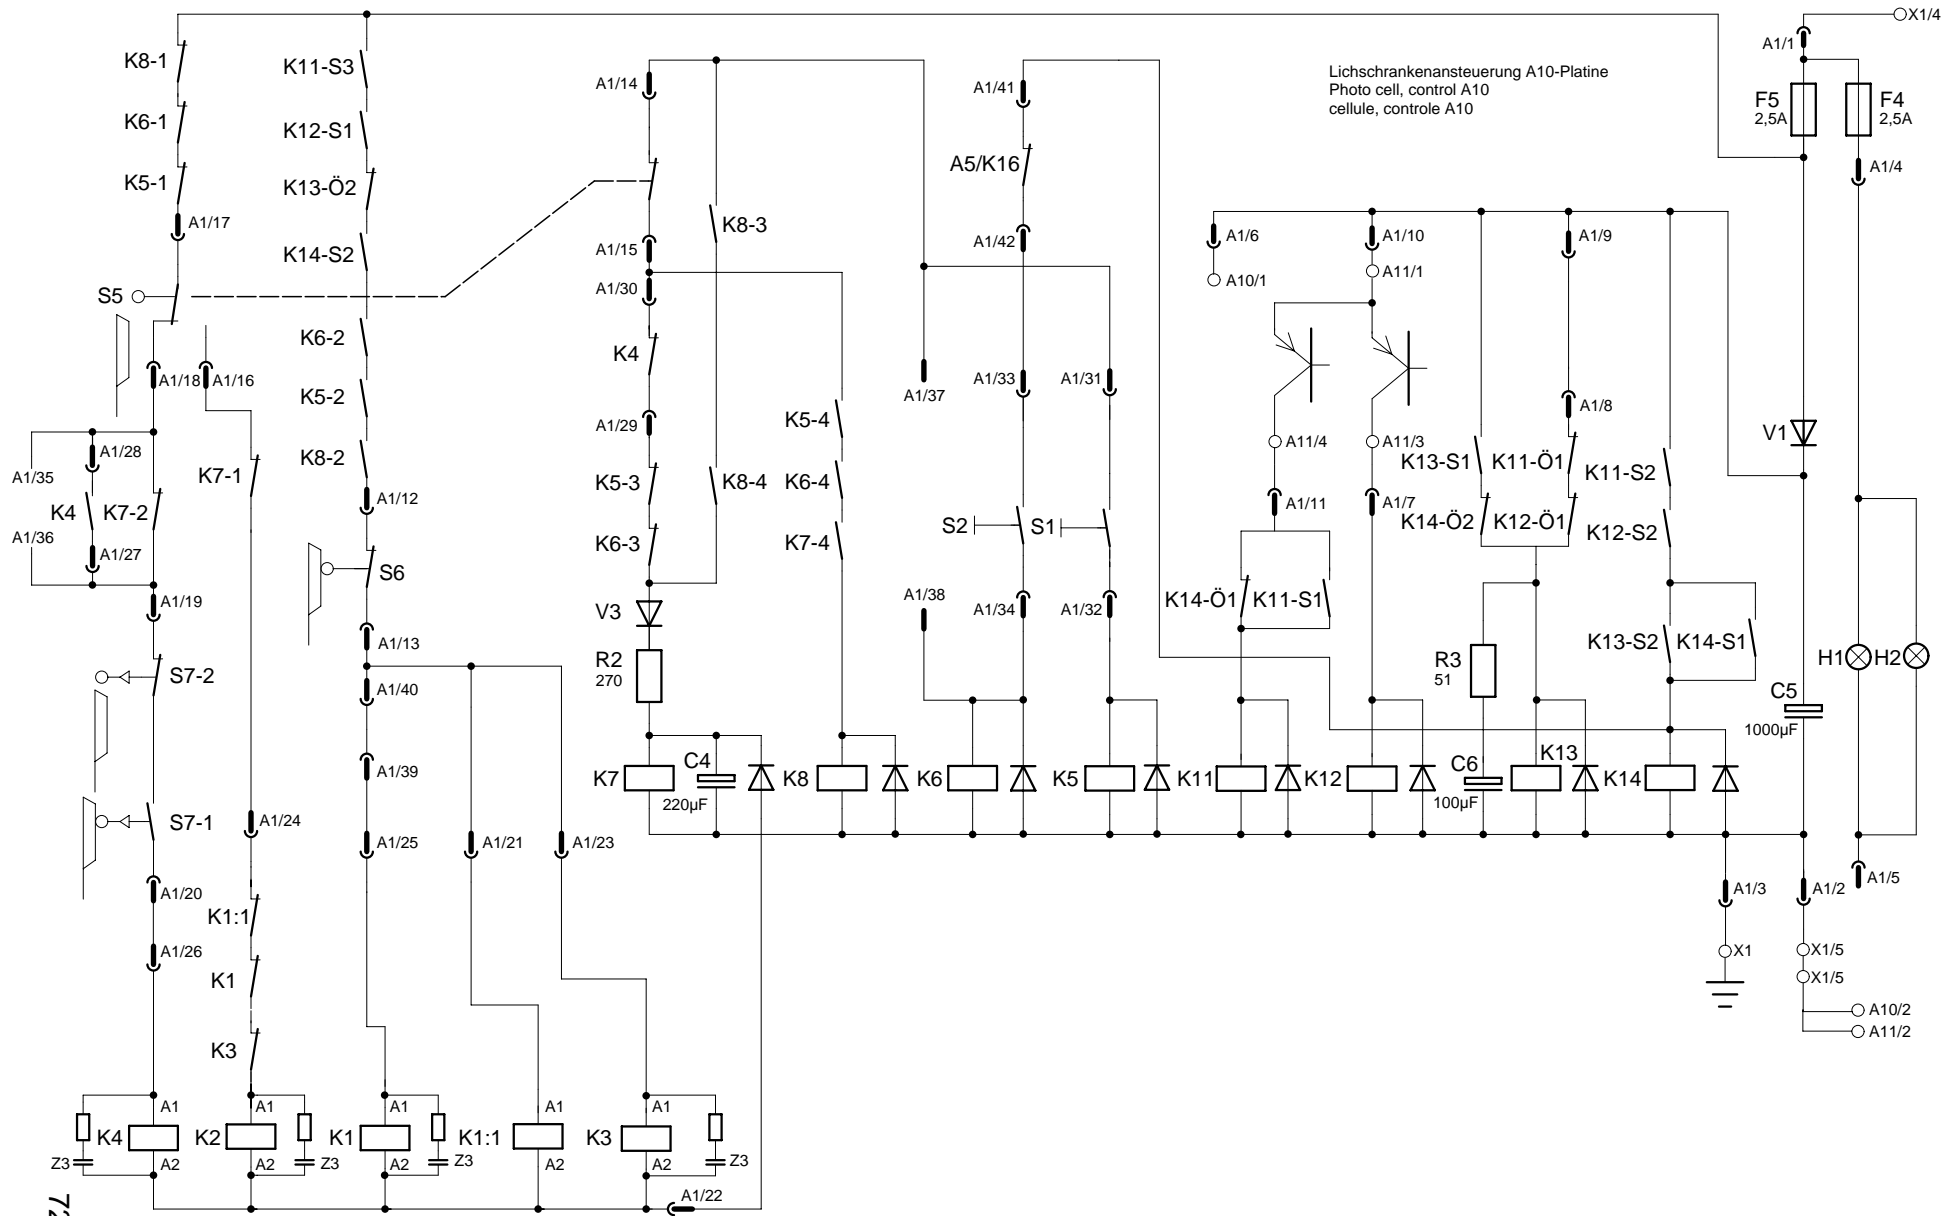 X1/4
A1/1
K8-1
K11-S3
A1/14
A1/41
Lichschrankenansteuerung A10-Platine
Photo cell, control A10
cellule, controle A10
F5
2,5A
F4
2,5A
K6-1
K12-S1
A5/K16
A1/4
K5-1
K13-Ö2
A1/17
K8-3
K14-S2
A1/15
A1/42
A1/6
A1/10
A1/9
A10/1
A11/1
S5
A1/30
K6-2
K4
A1/18
A1/16
A1/37
A1/33
A1/31
K5-2
A1/8
A1/29
K5-4
A11/4
A11/3
V1
A1/28
K8-2
K13-S1
K11-Ö1
A1/35
K7-1
K5-3
K8-4
K6-4
K11-S2
A1/12
A1/11
A1/7
K4
K7-2
S2
S1
K14-Ö2
K12-Ö1
K12-S2
A1/36
A1/27
K6-3
K7-4
S6
A1/19
V3
A1/38
A1/34
A1/32
K14-Ö1
K11-S1
A1/13
K13-S2
K14-S1
R2
270
R3
51
H1
H2
S7-2
A1/40
C5
1000µF
A1/39
K7
C4
220µF
K8
K6
K5
K11
K12
C6
100µF
K13
K14
S7-1
A1/24
A1/25
A1/21
A1/23
A1/20
A1/3
A1/2
A1/5
K1:1
A1/26
X1
X1/5
K1
X1/5
A10/2
A11/2
K3
A1
A1
A1
A1
A1
K4
K2
K1
K1:1
K3
Z3
A2
A2
Z3
A2
Z3
A2
A2
Z3
A1/22